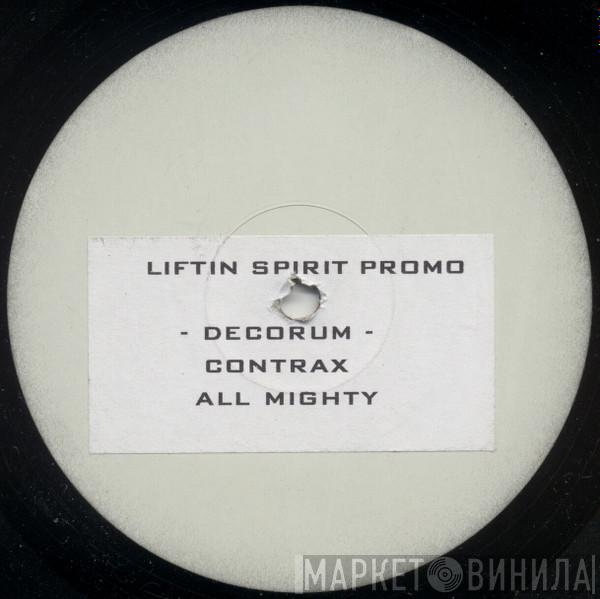 LIFTIN SPIRIT PROMO
- DECORUM -
CONTRAX
ALL MIGHTY
МАРКЕТ ВИНИЛА